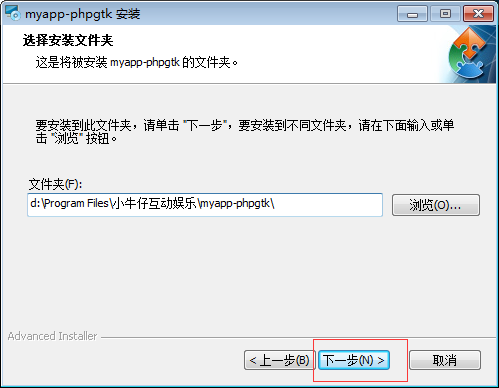 myapp-phpgtk 安装
选择安装文件夹
这是将被安装 myapp-phpgtk 的文件夹。
要安装到此文件夹，请单击 "下一步"，要安装到不同文件夹，请在下面输入或单
击 "浏览" 按钮。
文件夹(F):
d:\Program Files\小牛仔互动娱乐\myapp-phpgtk\
浏览(O)...
Advanced Installer
< 上一步(B)
下一步(N) >
取消